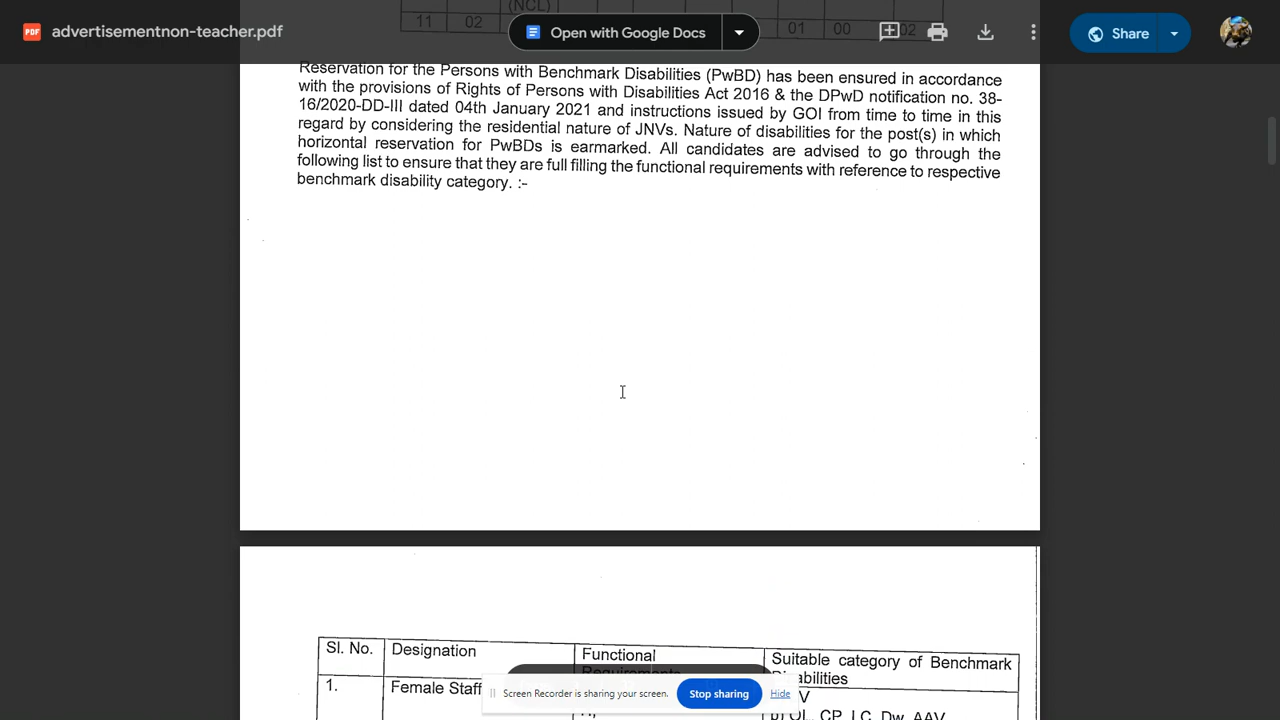 advertisementnon-teacher.pdf
Open with Google Docs
Share
(NCL)
11 02 01 00 02
Reservation for the Persons with Benchmark Disabilities (PwBD) has been ensured in accordance
with the provisions of Rights of Persons with Disabilities Act 2016 & the DPwD notification no. 38-
16/2020-DD-III dated 04th January 2021 and instructions issued by GOI from time to time in this
regard by considering the residential nature of JNVs. Nature of disabilities for the post(s) in which
horizontal reservation for PwBDs is earmarked. All candidates are advised to go through the
following list to ensure that they are full filling the functional requirements with reference to respective
benchmark disability category. :-
Sl. No. Designation Functional Suitable category of Benchmark
1. Female Staff
b) OL, CP, LC, Dw, AAV
Screen Recorder is sharing your screen. Stop sharing Hide